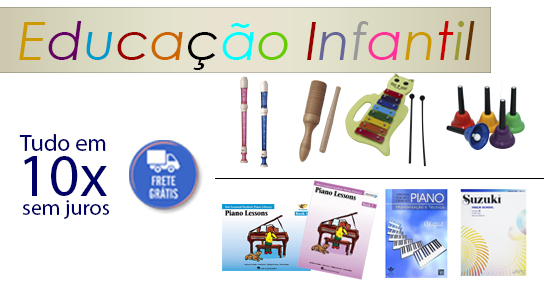 Educação Infantil
Tudo em
10x
sem juros
FRETE
GRÁTIS
Piano Lessons
Piano Lessons
PIANO
Suzuki